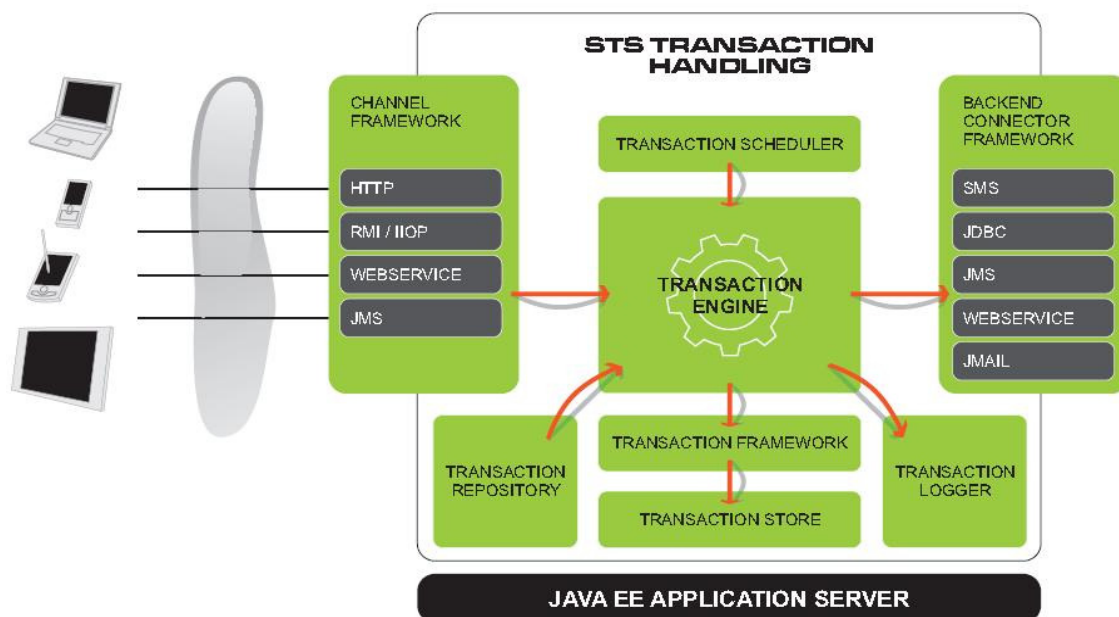 STS TRANSACTION
HANDLING
CHANNEL
FRAMEWORK
HTTP
RMI / IIOP
WEBSERVICE
JMS
TRANSACTION SCHEDULER
TRANSACTION
ENGINE
TRANSACTION REPOSITORY
TRANSACTION FRAMEWORK
TRANSACTION STORE
TRANSACTION
LOGGER
BACKEND
CONNECTOR
FRAMEWORK
SMS
JDBC
JMS
WEBSERVICE
JMAIL
JAVA EE APPLICATION SERVER